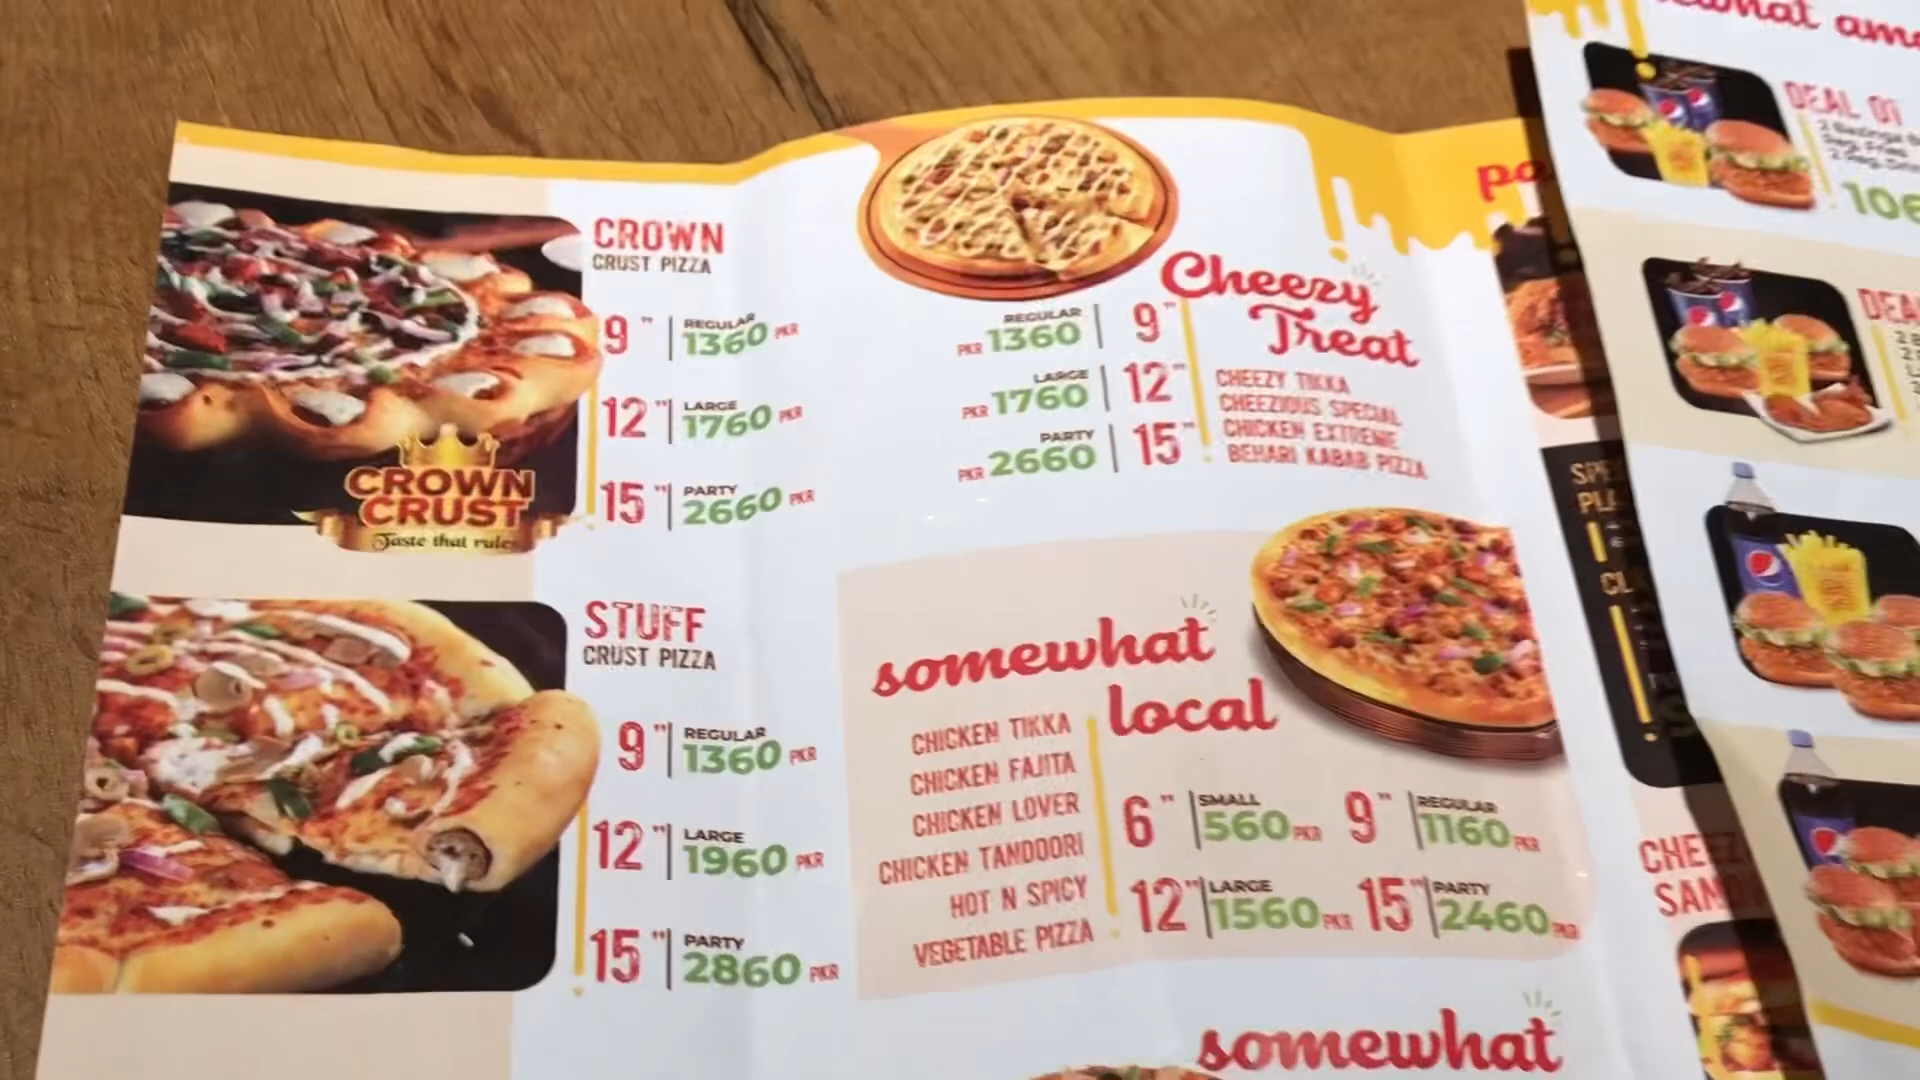 CROWN
CRUST PIZZA
9" REGULAR 1360 PKR
12" LARGE 1760 PKR
15" PARTY 2660 PKR
CROWN
CRUST
Taste that rules
STUFF
CRUST PIZZA
9" REGULAR 1360 PKR
12" LARGE 1960 PKR
15" PARTY 2860 PKR
Cheezy
Treat
REGULAR PKR 1360 9"
LARGE PKR 1760 12"
PARTY PKR 2660 15"
CHEEZY TIKKA
CHEEZIOUS SPECIAL
CHICKEN EXTREME
BEHARI KABAB PIZZA
somewhat
local
CHICKEN TIKKA
CHICKEN FAJITA
CHICKEN LOVER
CHICKEN TANDOORI
HOT N SPICY
VEGETABLE PIZZA
6" SMALL 560 PKR 9" REGULAR 1160 PKR
12" LARGE 1560 PKR 15" PARTY 2460 PKR
somewhat
DEAL 01